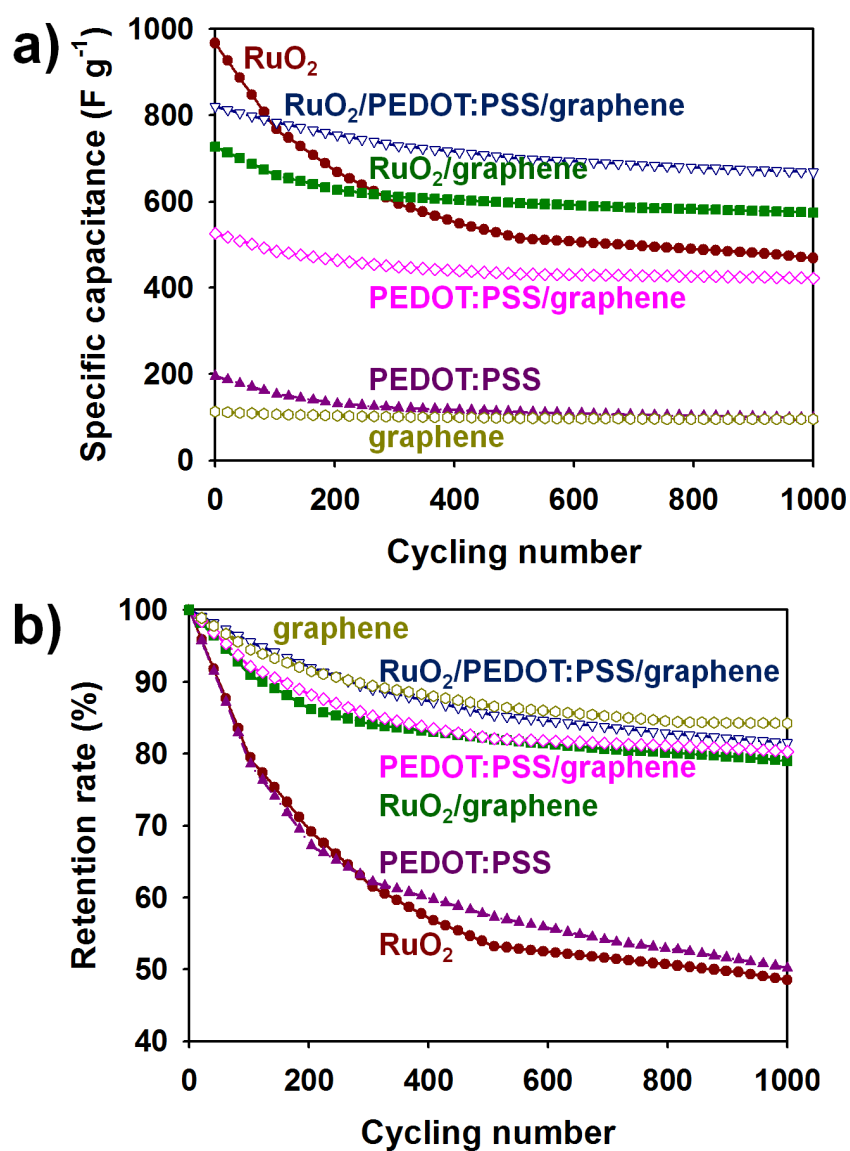 a)
Specific capacitance (F g⁻¹)
1000
800
600
400
200
0
RuO₂
RuO₂/PEDOT:PSS/graphene
RuO₂/graphene
PEDOT:PSS/graphene
PEDOT:PSS
graphene
0 200 400 600 800 1000
Cycling number
b)
Retention rate (%)
100
90
80
70
60
50
40
graphene
RuO₂/PEDOT:PSS/graphene
PEDOT:PSS/graphene
RuO₂/graphene
PEDOT:PSS
RuO₂
0 200 400 600 800 1000
Cycling number